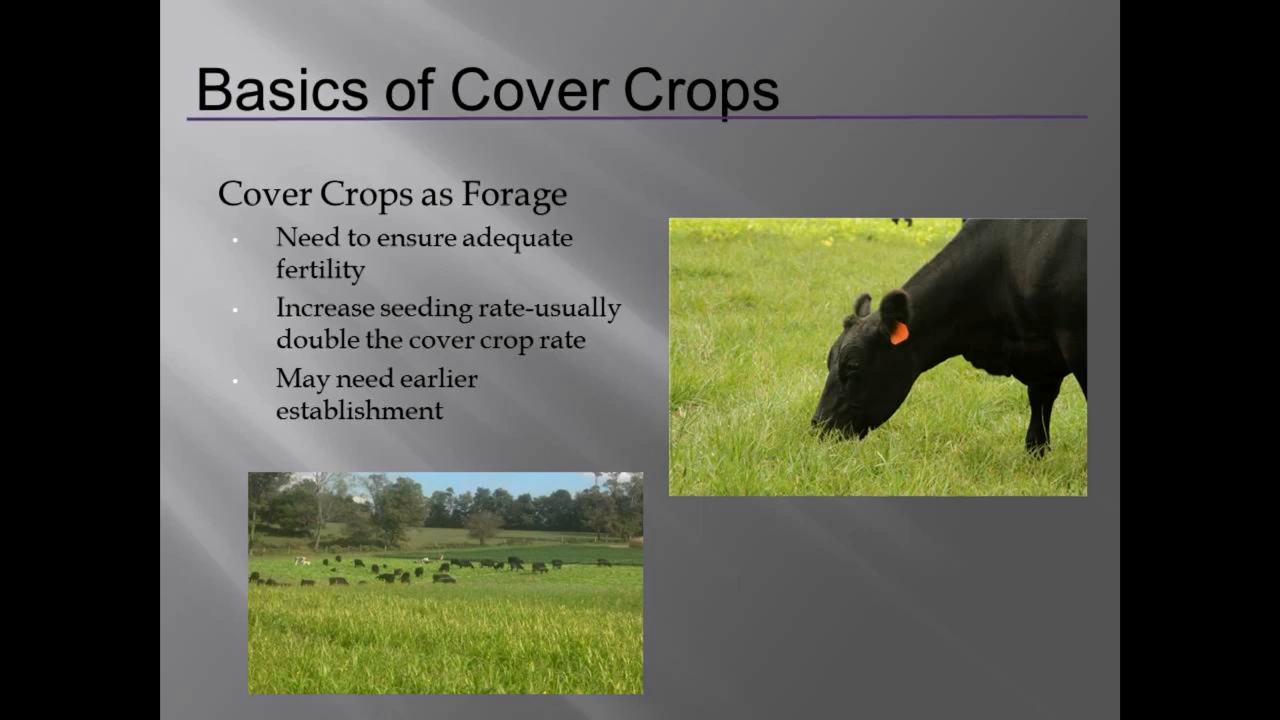 Basics of Cover Crops
Cover Crops as Forage
Need to ensure adequate
fertility
Increase seeding rate-usually
double the cover crop rate
May need earlier
establishment